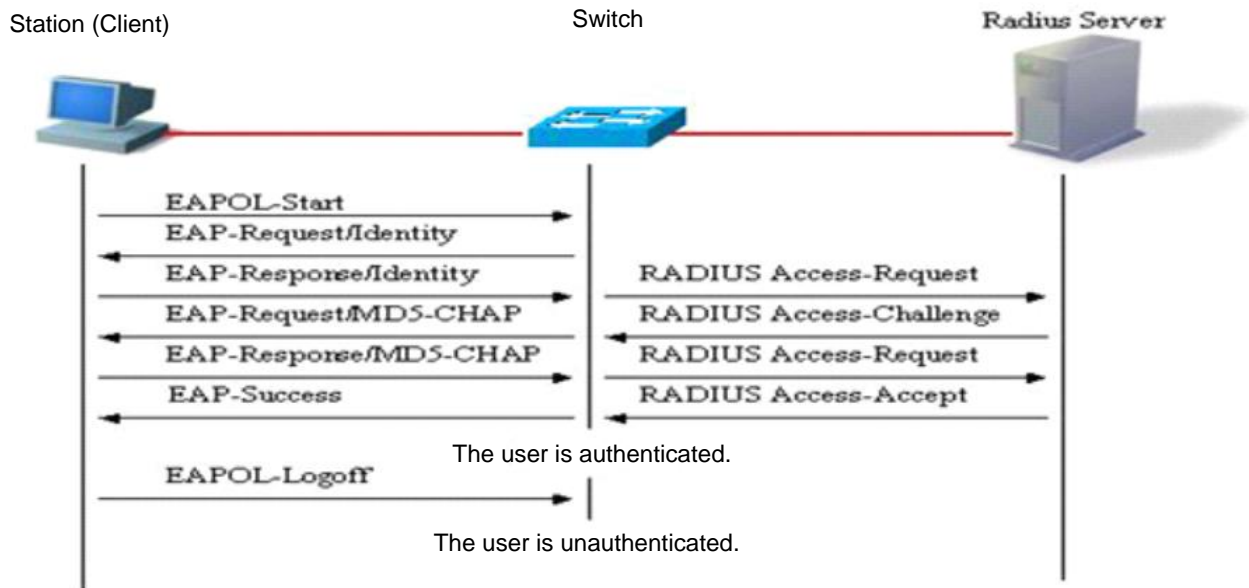 Station (Client)
Switch
Radius Server
EAPOL-Start
EAP-Request/Identity
EAP-Response/Identity
RADIUS Access-Request
EAP-Request/MD5-CHAP
RADIUS Access-Challenge
EAP-Response/MD5-CHAP
RADIUS Access-Request
EAP-Success
RADIUS Access-Accept
The user is authenticated.
EAPOL-Logoff
The user is unauthenticated.